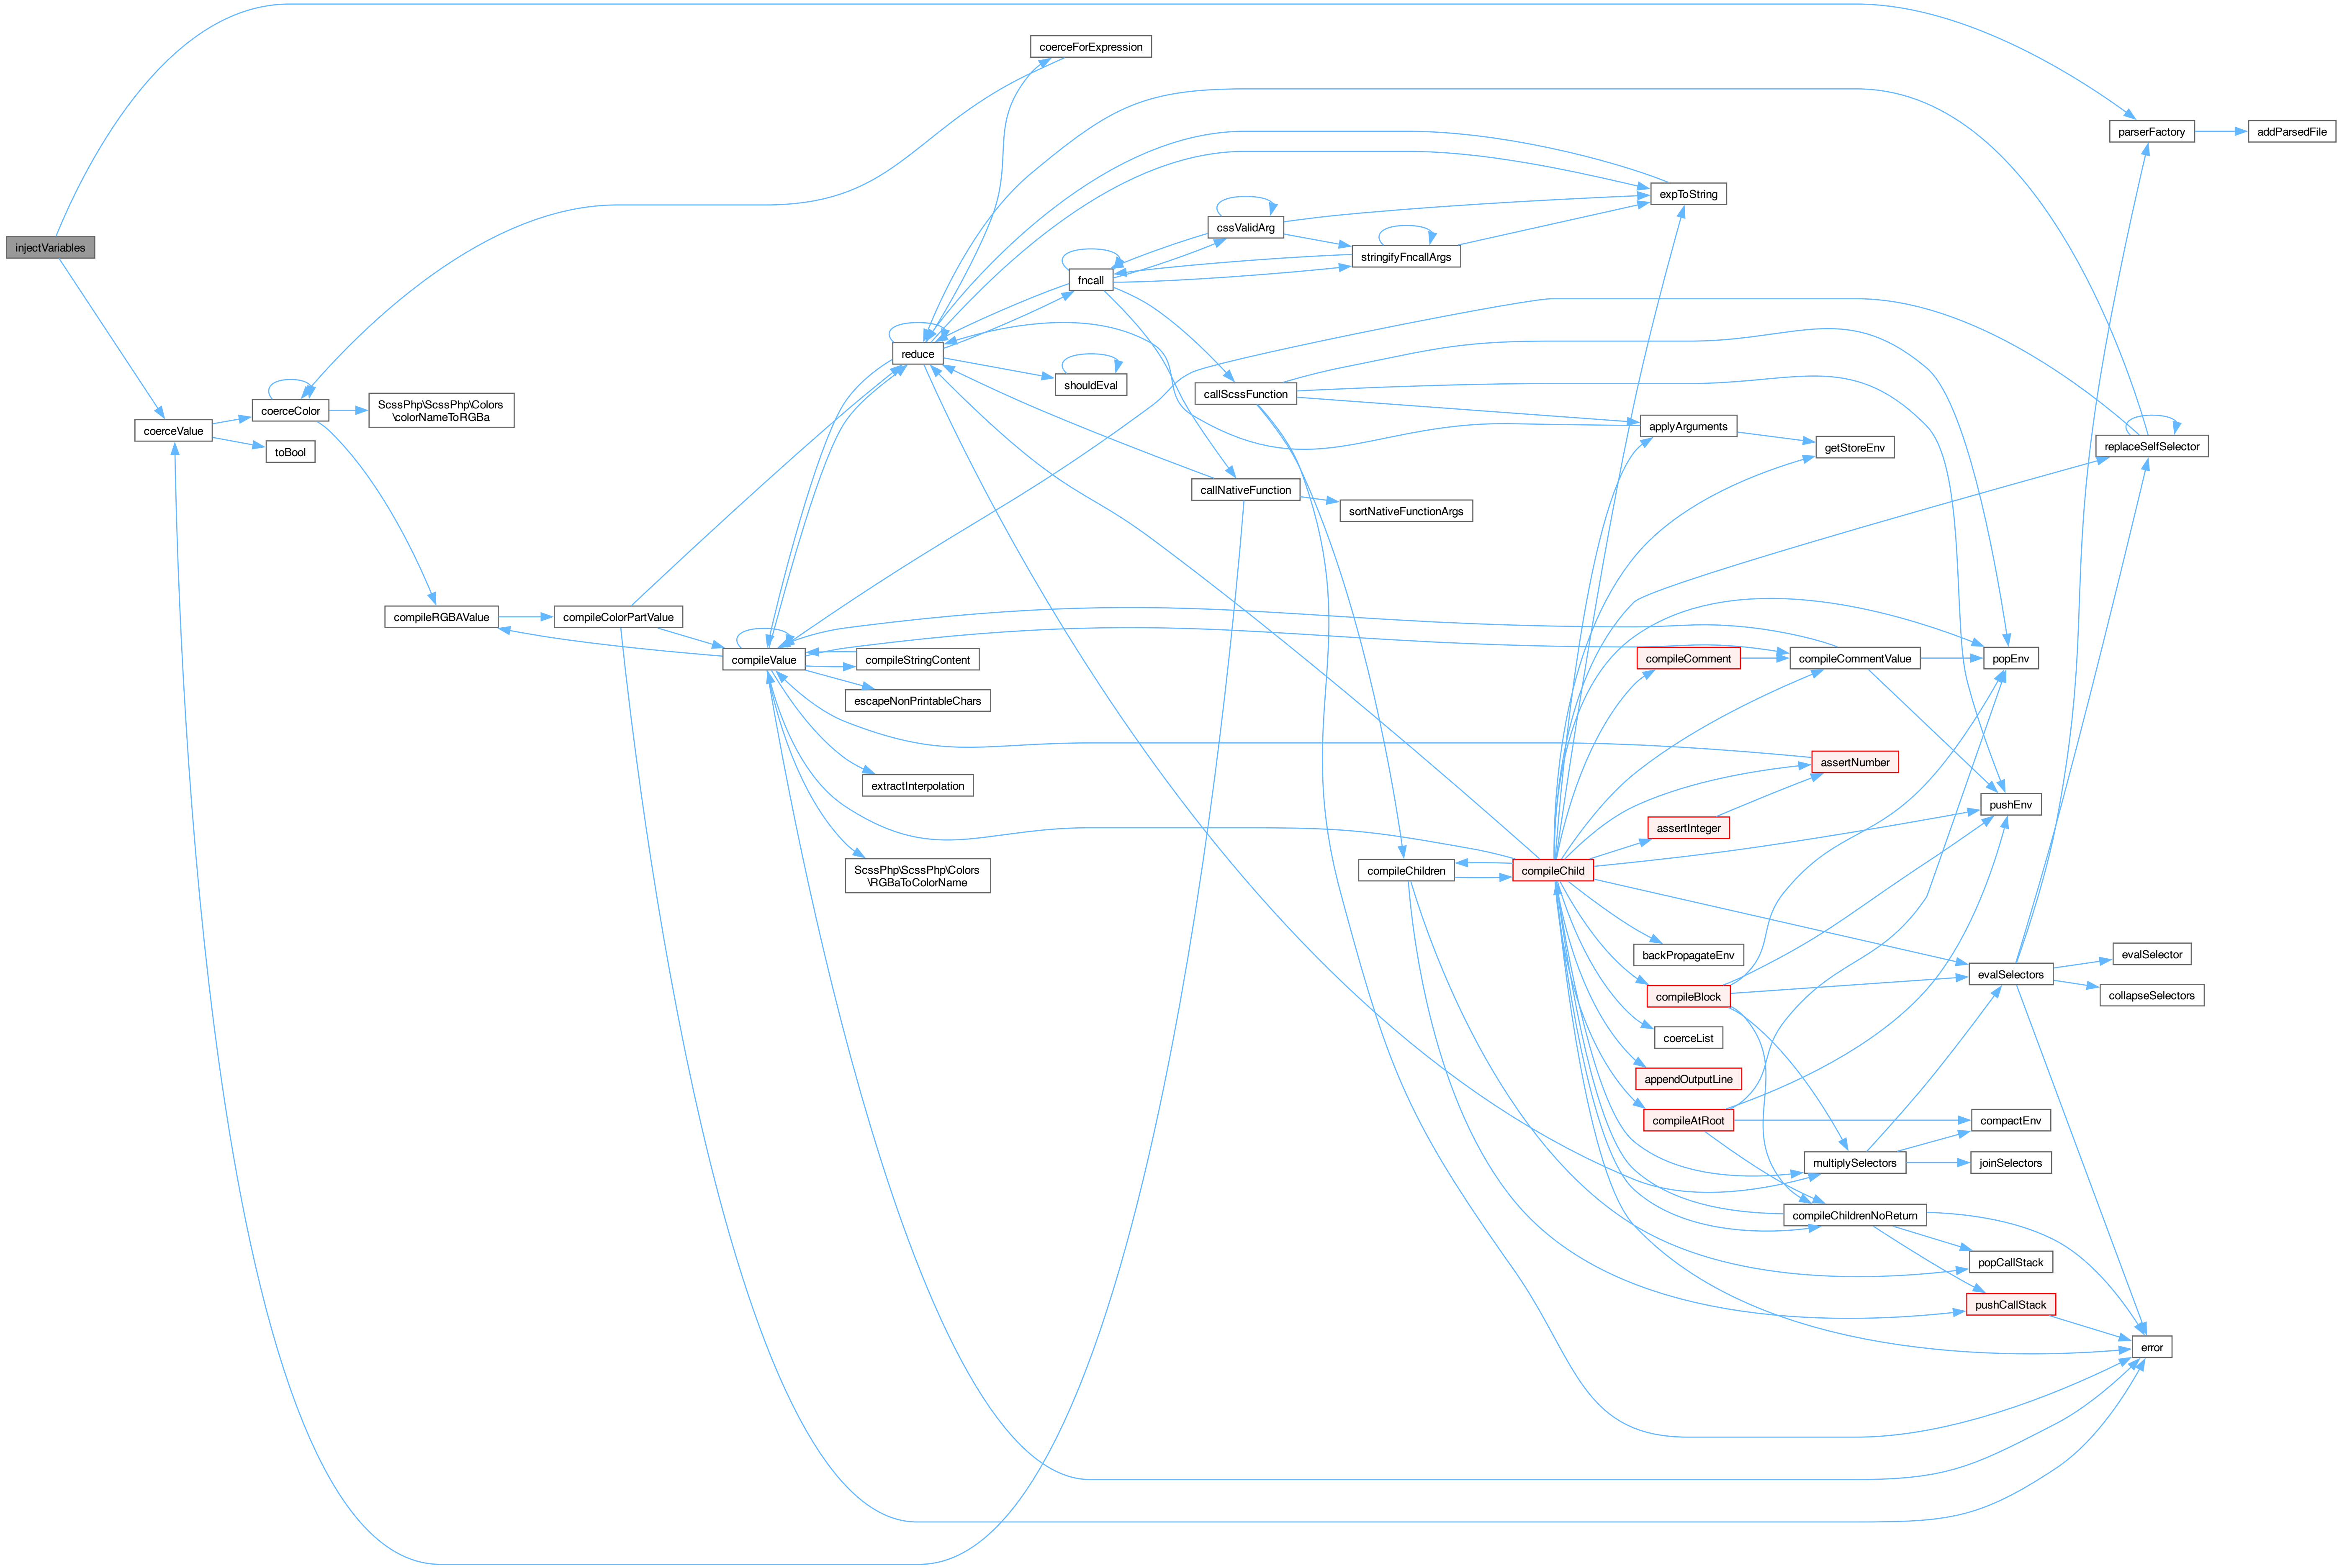 coerceForExpression
parserFactory
addParsedFile
expToString
cssValidArg
injectVariables
stringifyFncallArgs
fncall
reduce
shouldEval
callScssFunction
coerceColor
ScssPhp\ScssPhp\Colors
\colorNameToRGBa
applyArguments
coerceValue
getStoreEnv
replaceSelfSelector
toBool
callNativeFunction
sortNativeFunctionArgs
compileRGBAValue
compileColorPartValue
compileValue
compileStringContent
compileComment
compileCommentValue
popEnv
escapeNonPrintableChars
assertNumber
extractInterpolation
pushEnv
assertInteger
ScssPhp\ScssPhp\Colors
\RGBaToColorName
compileChildren
compileChild
backPropagateEnv
evalSelector
evalSelectors
compileBlock
collapseSelectors
coerceList
appendOutputLine
compileAtRoot
compactEnv
multiplySelectors
joinSelectors
compileChildrenNoReturn
popCallStack
pushCallStack
error